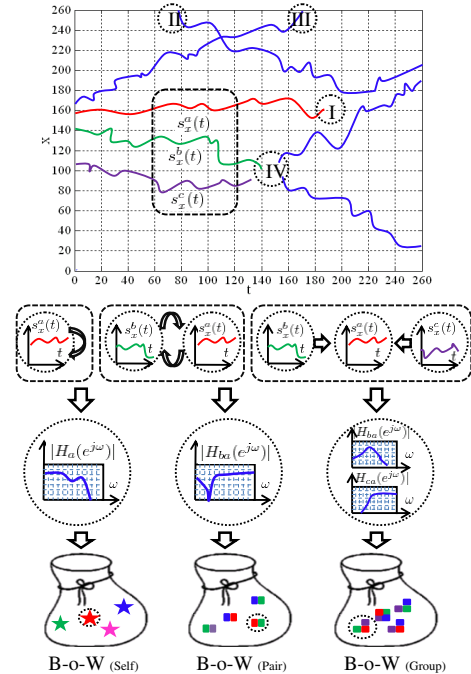 260
240
220
200
180
160
140
120
100
80
60
40
20
0
x
II
III
I
IV
s_x^a(t)
s_x^b(t)
s_x^c(t)
0 20 40 60 80 100 120 140 160 180 200 220 240 260
t
s_x^a(t) s_x^b(t) s_x^a(t) s_x^b(t) s_x^a(t) s_x^c(t)
t t t t t t
|H_a(e^{jω})| |H_{ba}(e^{jω})| |H_{ba}(e^{jω})|
ω ω ω
|H_{ca}(e^{jω})|
ω
B-o-W (Self) B-o-W (Pair) B-o-W (Group)